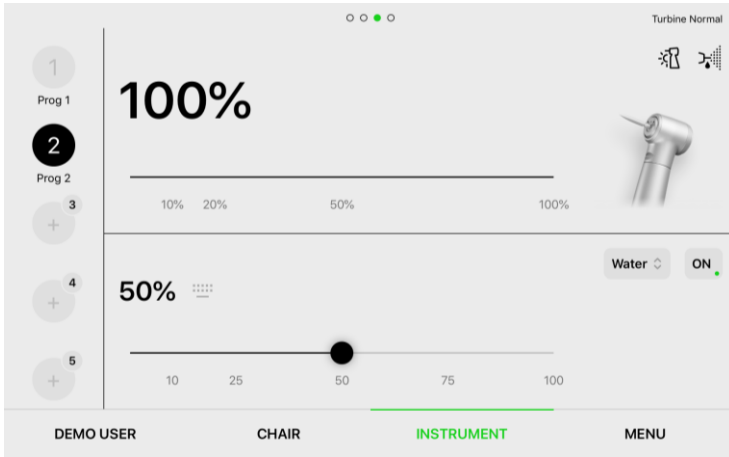 Turbine Normal
1
Prog 1
2
Prog 2
3
+
4
+
5
+
100%
10% 20% 50% 100%
Water ON
50%
10 25 50 75 100
DEMO USER CHAIR INSTRUMENT MENU